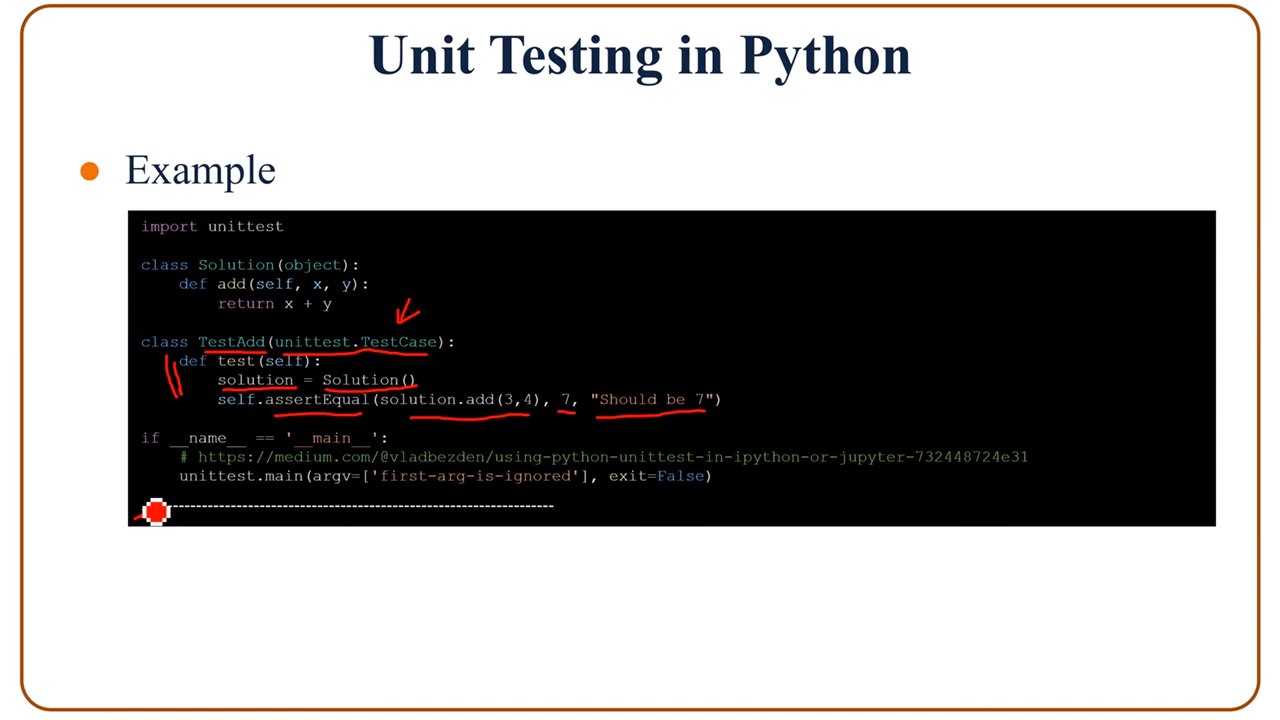 Unit Testing in Python
Example
import unittest
class Solution(object):
def add(self, x, y):
return x + y
class TestAdd(unittest.TestCase):
def test(self):
solution = Solution()
self.assertEqual(solution.add(3,4), 7, "Should be 7")
if __name__ == '__main__':
# https://medium.com/@vladbezden/using-python-unittest-in-ipython-or-jupyter-732448724e31
unittest.main(argv=['first-arg-is-ignored'], exit=False)